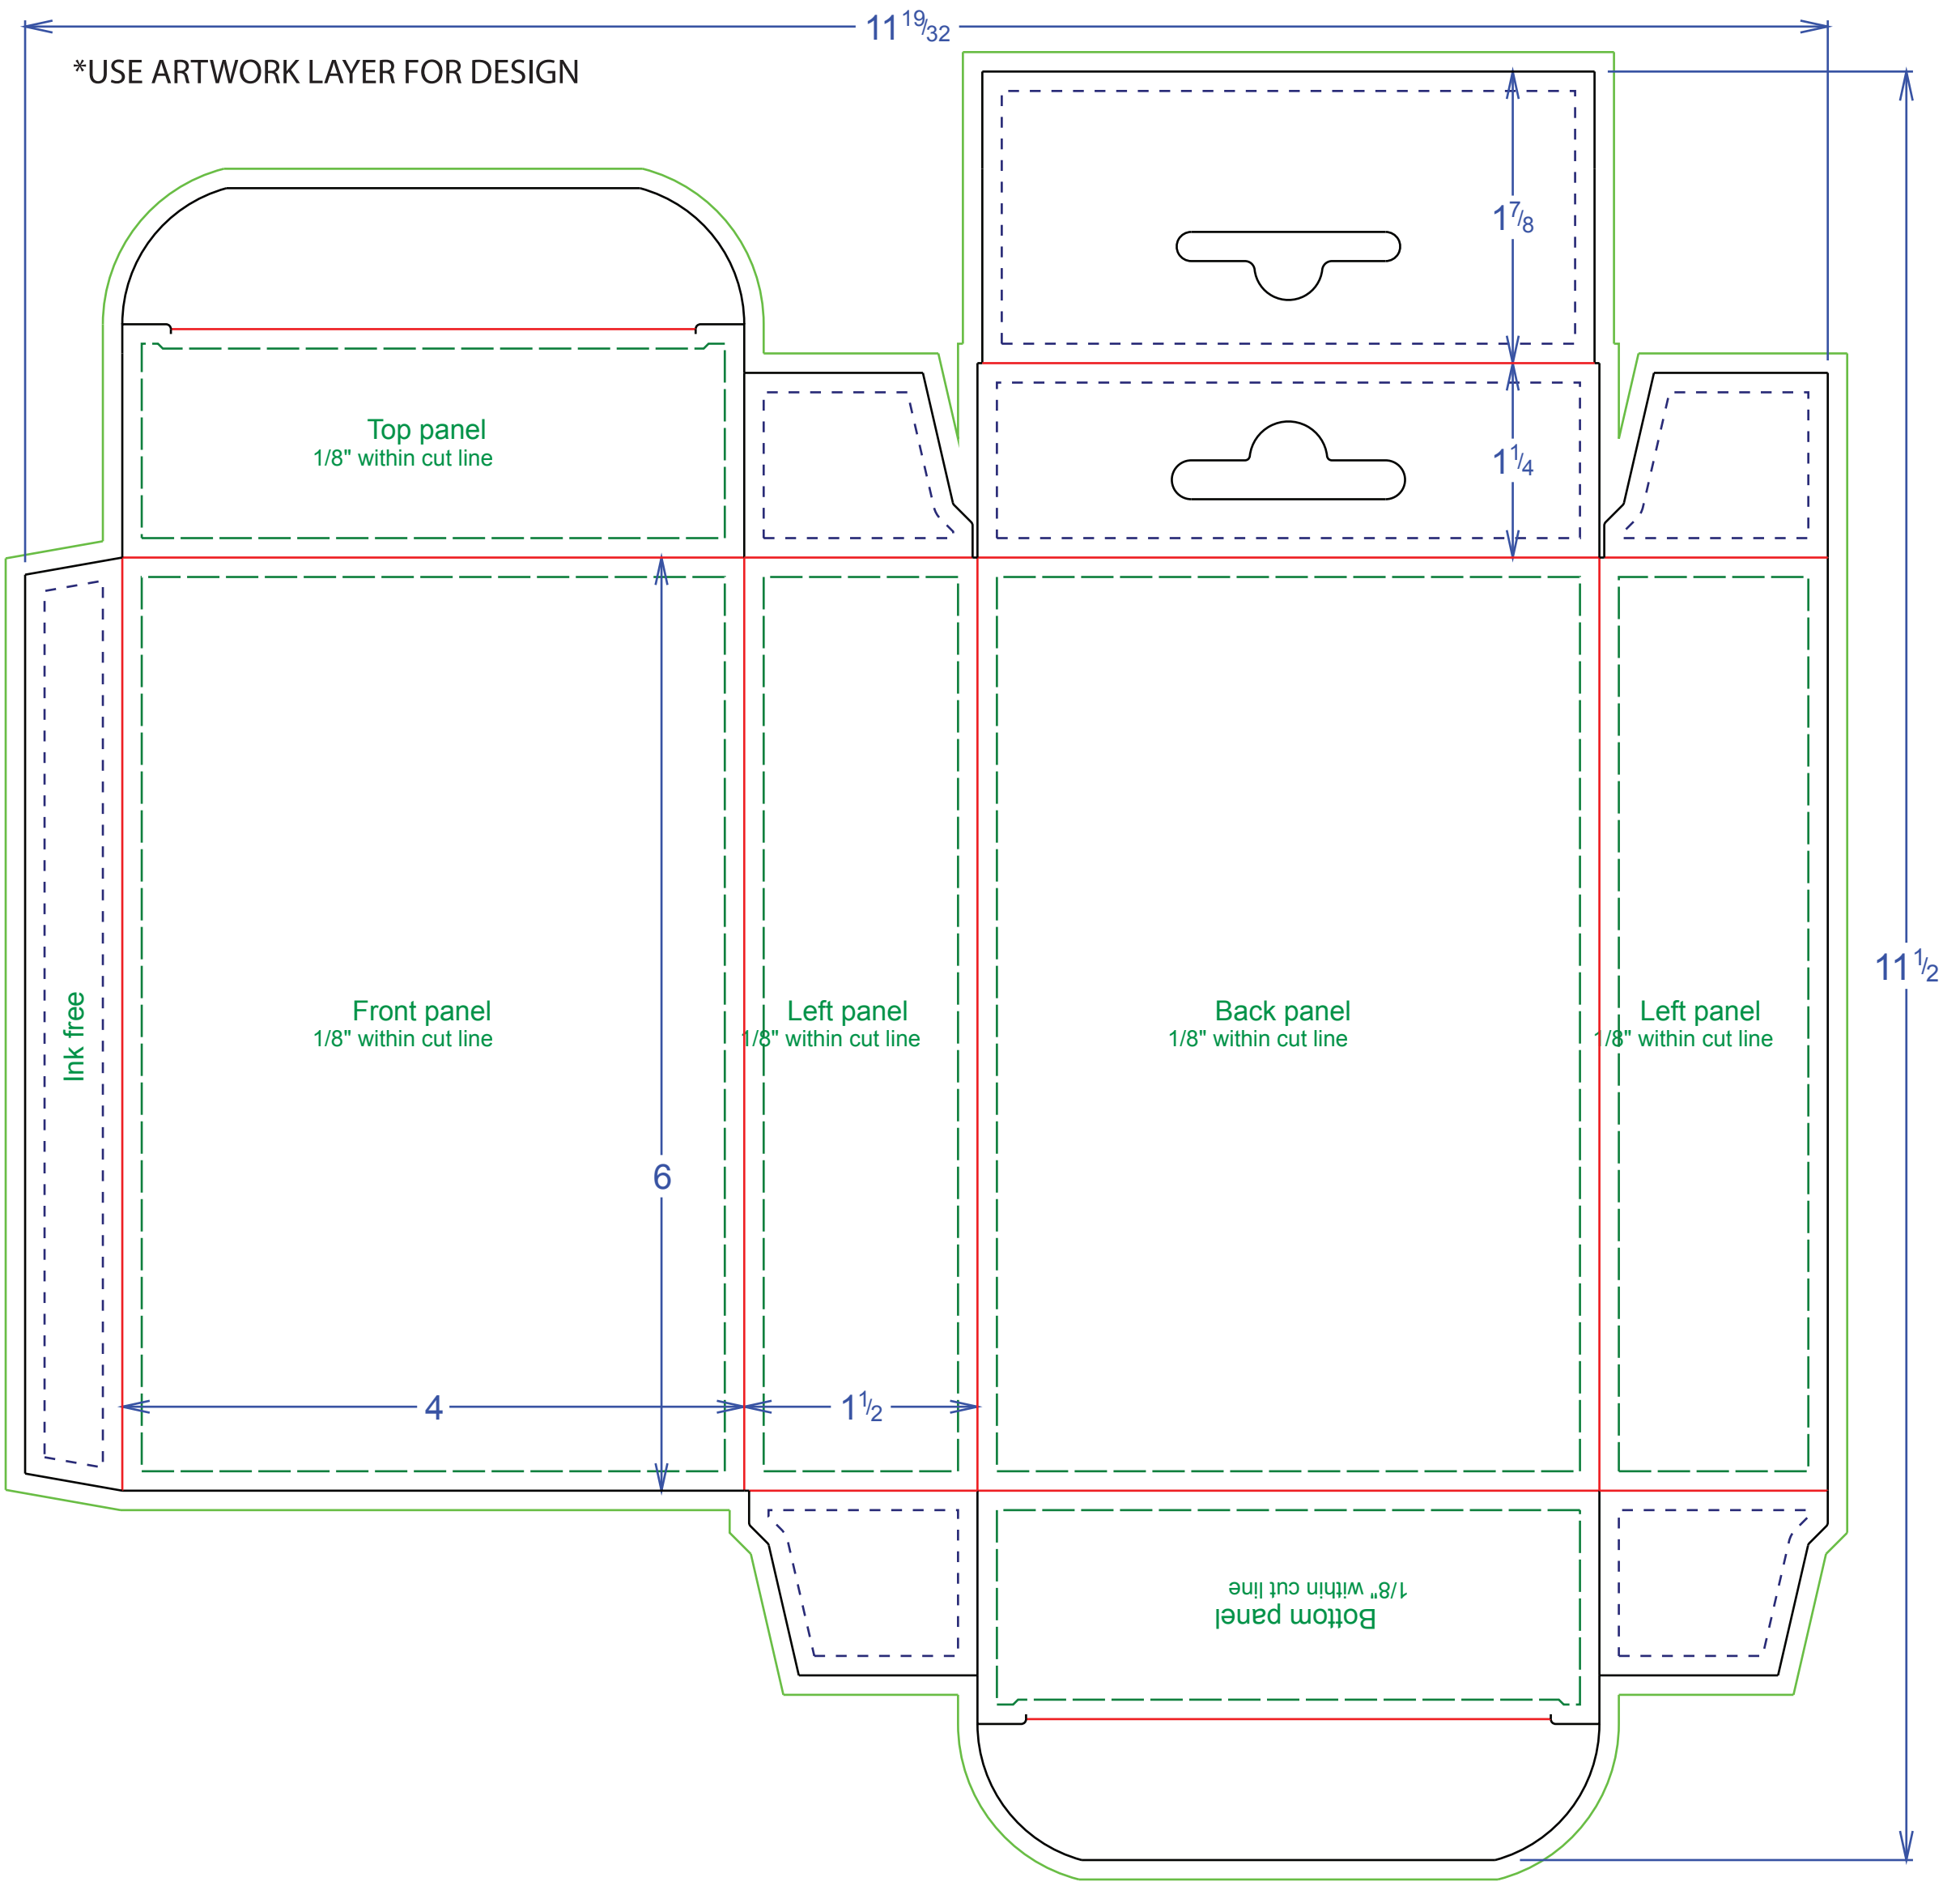 11 19/32
*USE ARTWORK LAYER FOR DESIGN
1 7/8
Top panel
1/8" within cut line
1 1/4
11 1/2
Ink free
Front panel
1/8" within cut line
Left panel
1/8" within cut line
Back panel
1/8" within cut line
Left panel
1/8" within cut line
6
4
1 1/2
Bottom panel
1/8" within cut line